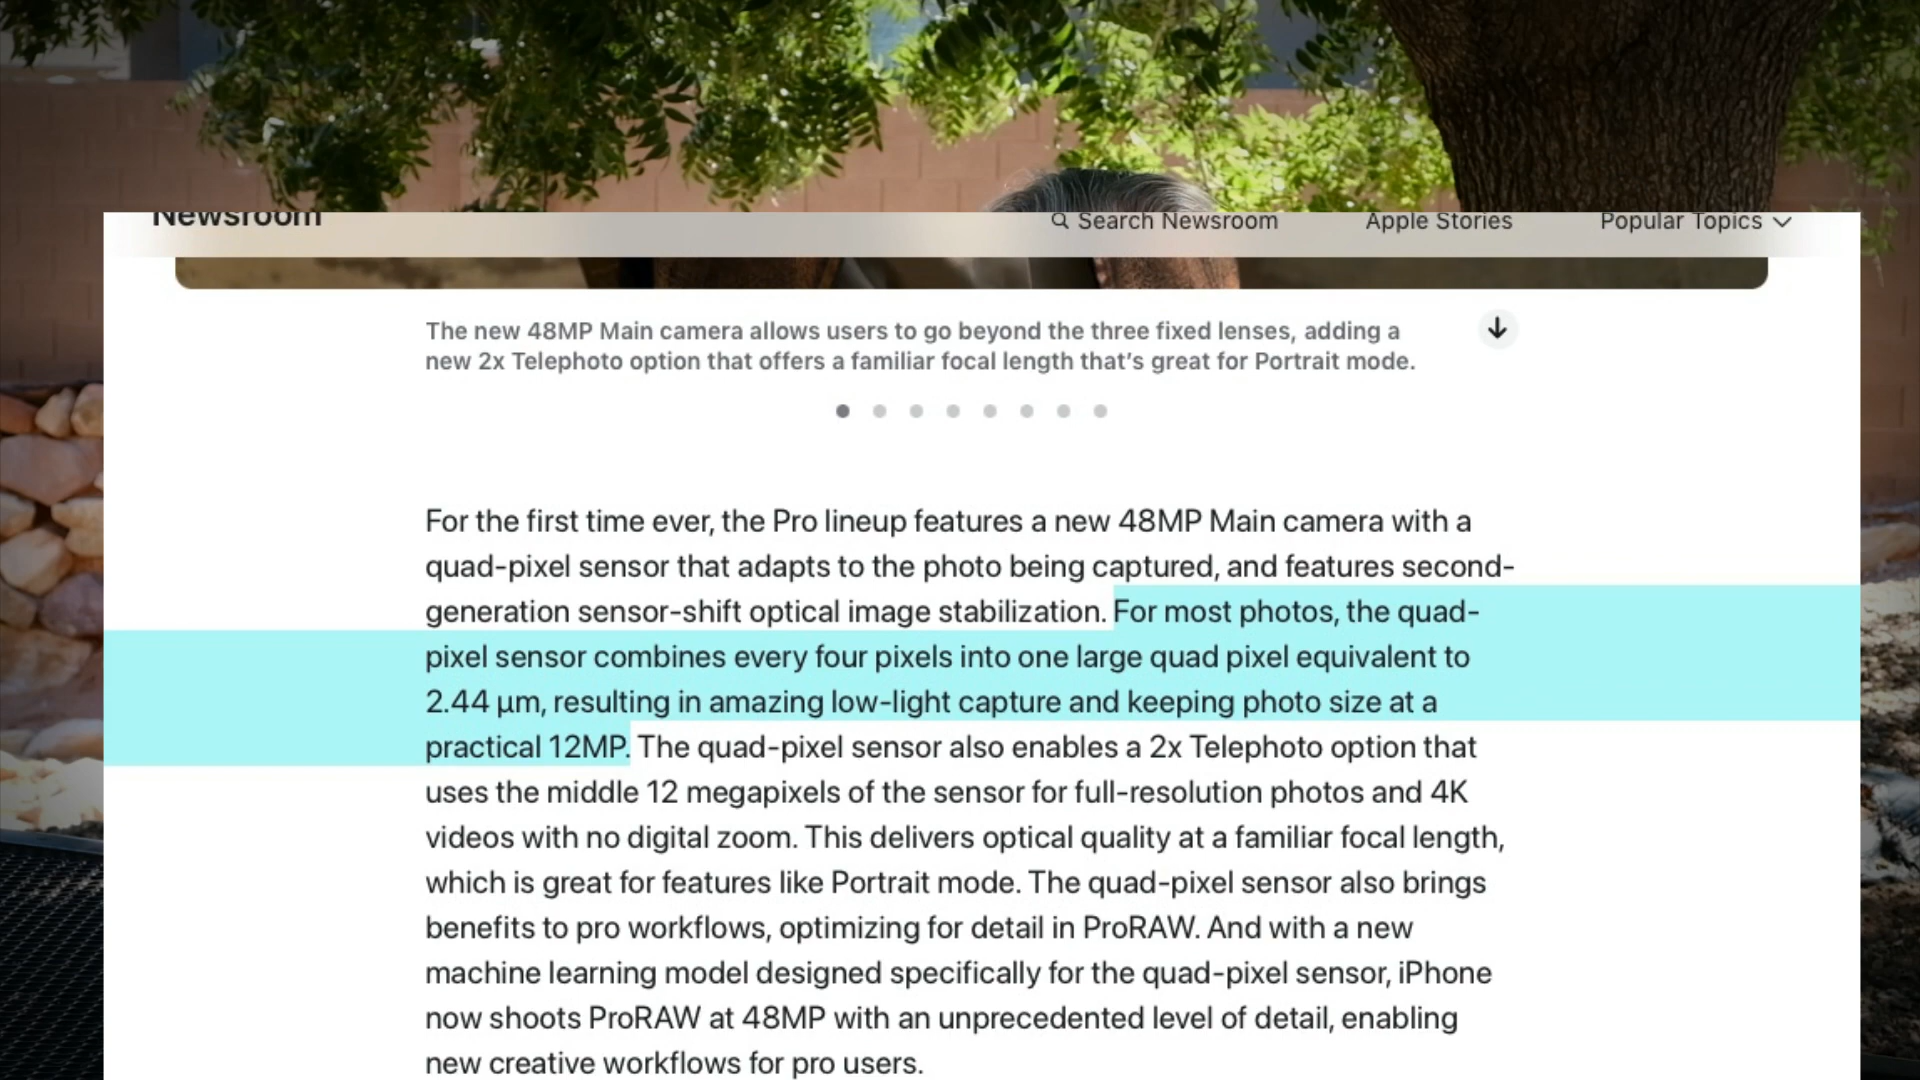 Newsroom
Search Newsroom
Apple Stories
Popular Topics
The new 48MP Main camera allows users to go beyond the three fixed lenses, adding a
new 2x Telephoto option that offers a familiar focal length that’s great for Portrait mode.
For the first time ever, the Pro lineup features a new 48MP Main camera with a
quad-pixel sensor that adapts to the photo being captured, and features second-
generation sensor-shift optical image stabilization. For most photos, the quad-
pixel sensor combines every four pixels into one large quad pixel equivalent to
2.44 µm, resulting in amazing low-light capture and keeping photo size at a
practical 12MP. The quad-pixel sensor also enables a 2x Telephoto option that
uses the middle 12 megapixels of the sensor for full-resolution photos and 4K
videos with no digital zoom. This delivers optical quality at a familiar focal length,
which is great for features like Portrait mode. The quad-pixel sensor also brings
benefits to pro workflows, optimizing for detail in ProRAW. And with a new
machine learning model designed specifically for the quad-pixel sensor, iPhone
now shoots ProRAW at 48MP with an unprecedented level of detail, enabling
new creative workflows for pro users.